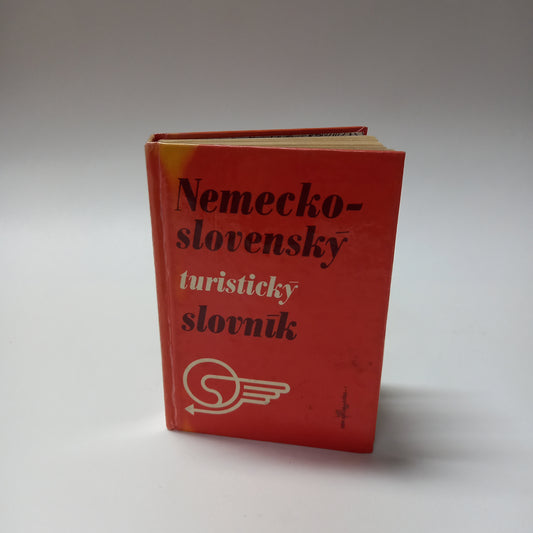 Nemecko-
slovenský
turistický
slovník